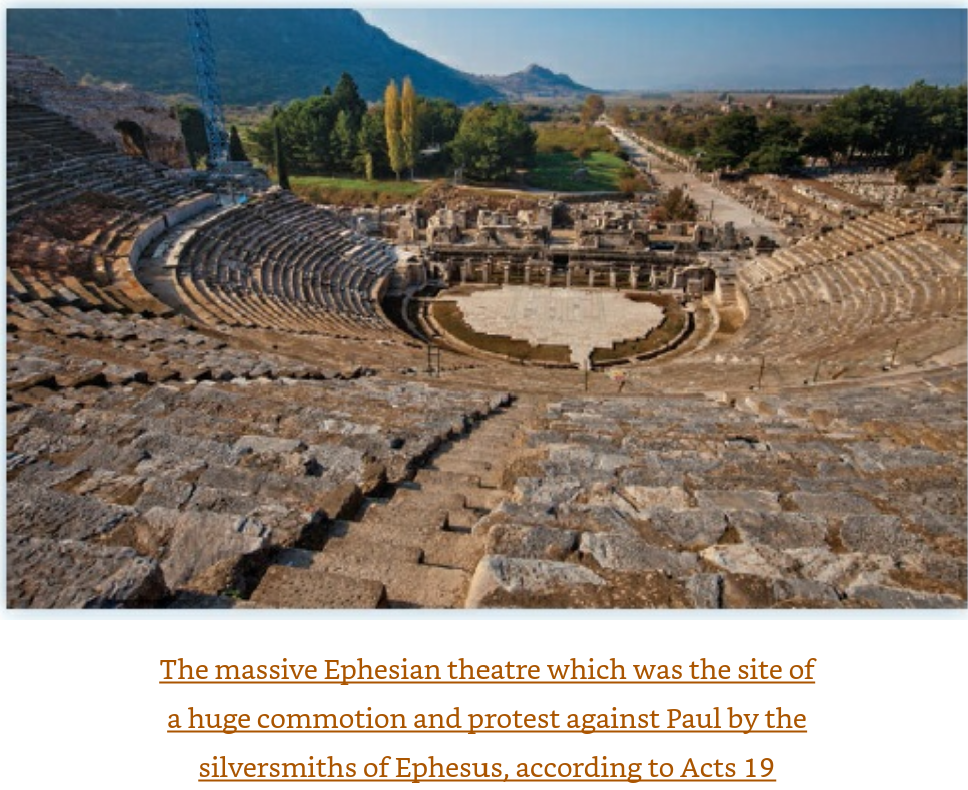 The massive Ephesian theatre which was the site of
a huge commotion and protest against Paul by the
silversmiths of Ephesus, according to Acts 19